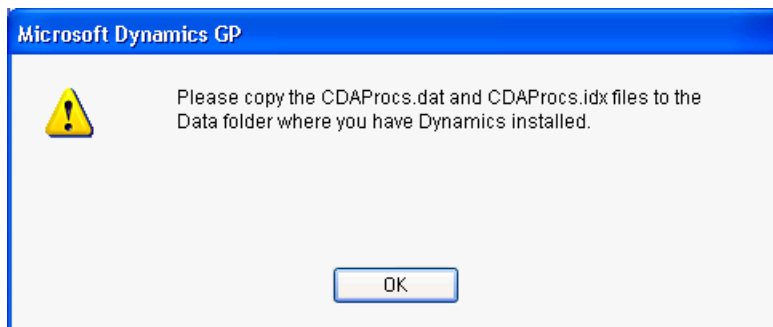 Microsoft Dynamics GP
Please copy the CDAProcs.dat and CDAProcs.idx files to the
Data folder where you have Dynamics installed.
OK